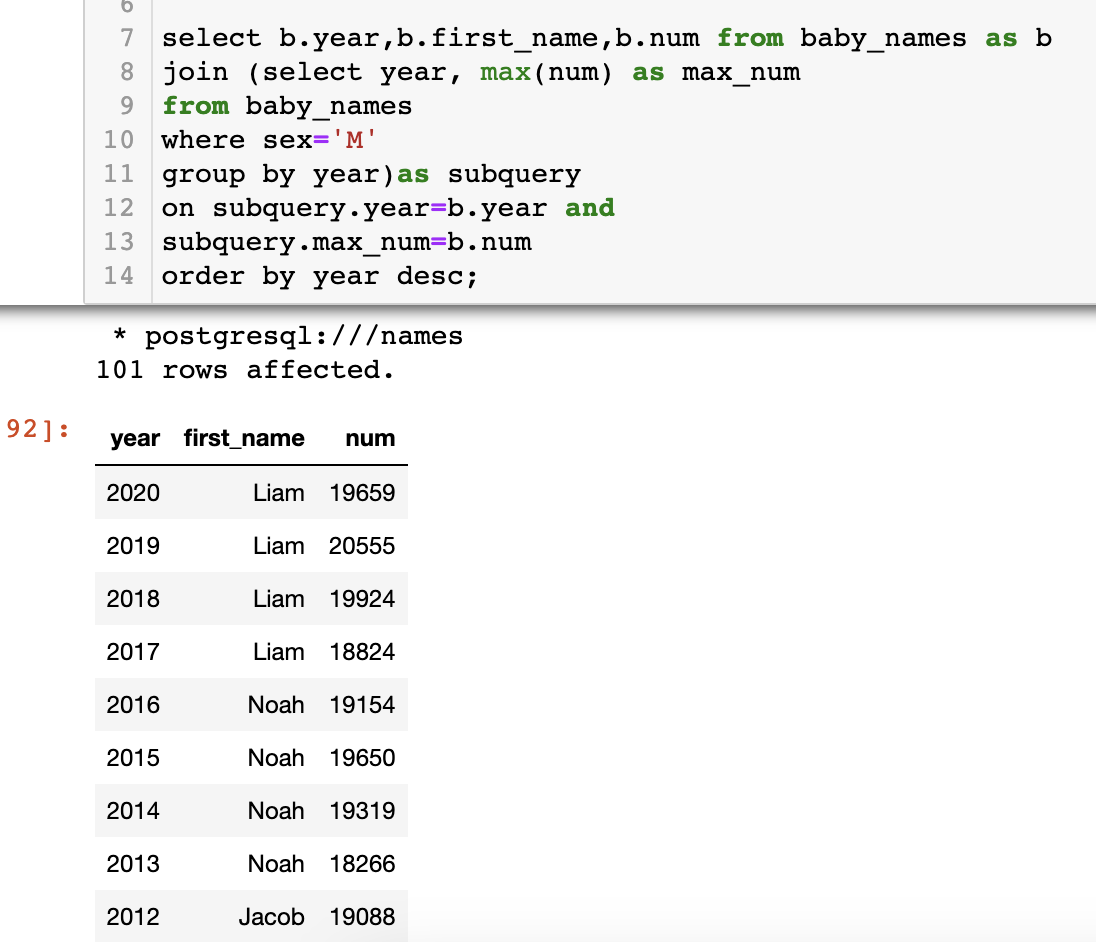 6
7 select b.year,b.first_name,b.num from baby_names as b
8 join (select year, max(num) as max_num
9 from baby_names
10 where sex='M'
11 group by year)as subquery
12 on subquery.year=b.year and
13 subquery.max_num=b.num
14 order by year desc;
* postgresql:///names
101 rows affected.
92]:
year first_name num
2020 Liam 19659
2019 Liam 20555
2018 Liam 19924
2017 Liam 18824
2016 Noah 19154
2015 Noah 19650
2014 Noah 19319
2013 Noah 18266
2012 Jacob 19088